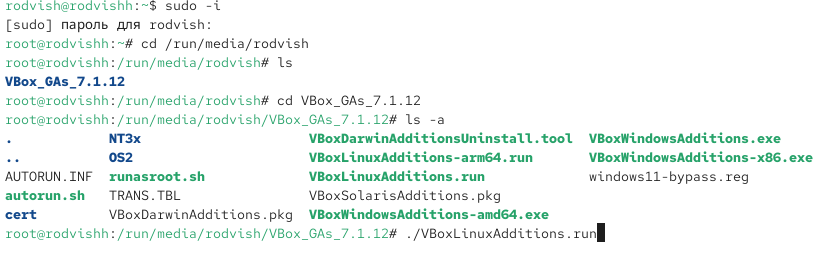 rodvish@rodvishh:~$ sudo -i
[sudo] пароль для rodvish:
root@rodvishh:~# cd /run/media/rodvish
root@rodvishh:/run/media/rodvish# ls
VBox_GAs_7.1.12
root@rodvishh:/run/media/rodvish# cd VBox_GAs_7.1.12
root@rodvishh:/run/media/rodvish/VBox_GAs_7.1.12# ls -a
. NT3x VBoxDarwinAdditionsUninstall.tool VBoxWindowsAdditions.exe
.. OS2 VBoxLinuxAdditions-arm64.run VBoxWindowsAdditions-x86.exe
AUTORUN.INF runasroot.sh VBoxLinuxAdditions.run windows11-bypass.reg
autorun.sh TRANS.TBL VBoxSolarisAdditions.pkg
cert VBoxDarwinAdditions.pkg VBoxWindowsAdditions-amd64.exe
root@rodvishh:/run/media/rodvish/VBox_GAs_7.1.12# ./VBoxLinuxAdditions.run